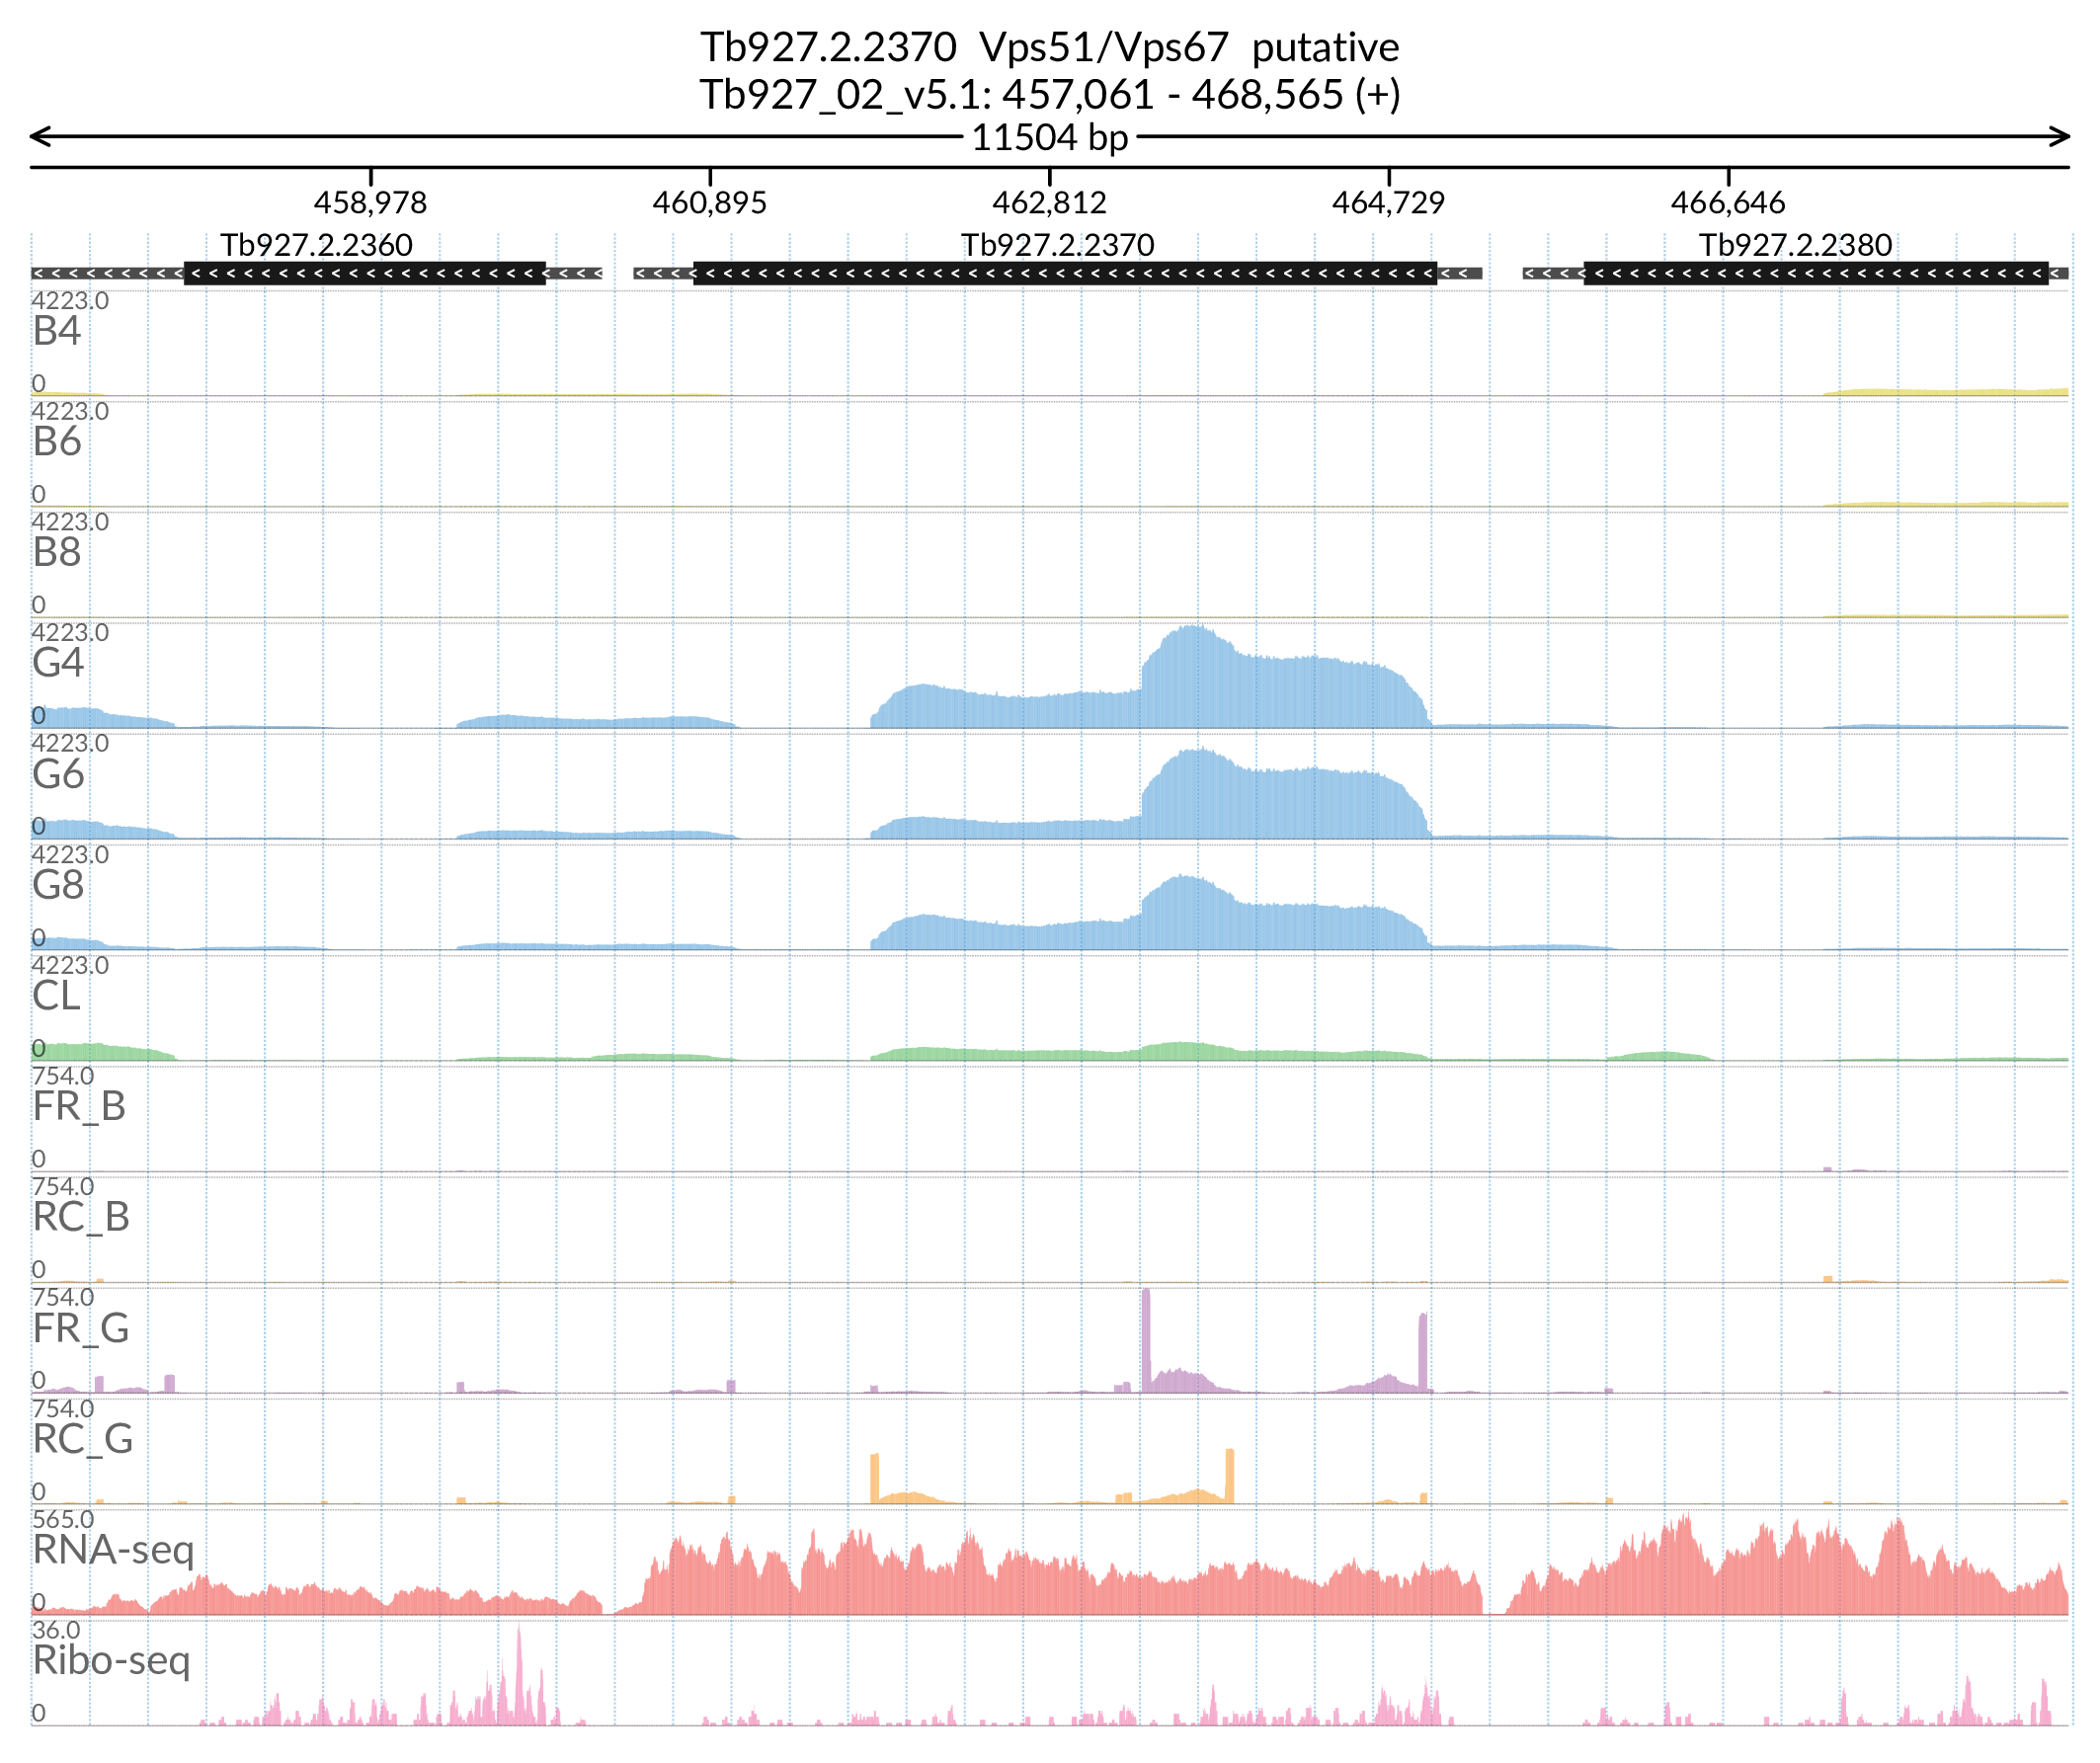 Tb927.2.2370 Vps51/Vps67 putative
Tb927_02_v5.1: 457,061 - 468,565 (+)
11504 bp
458,978 460,895 462,812 464,729 466,646
Tb927.2.2360 Tb927.2.2370 Tb927.2.2380
4223.0
B4
0
4223.0
B6
0
4223.0
B8
0
4223.0
G4
0
4223.0
G6
0
4223.0
G8
0
4223.0
CL
0
754.0
FR_B
0
754.0
RC_B
0
754.0
FR_G
0
754.0
RC_G
0
565.0
RNA-seq
0
36.0
Ribo-seq
0